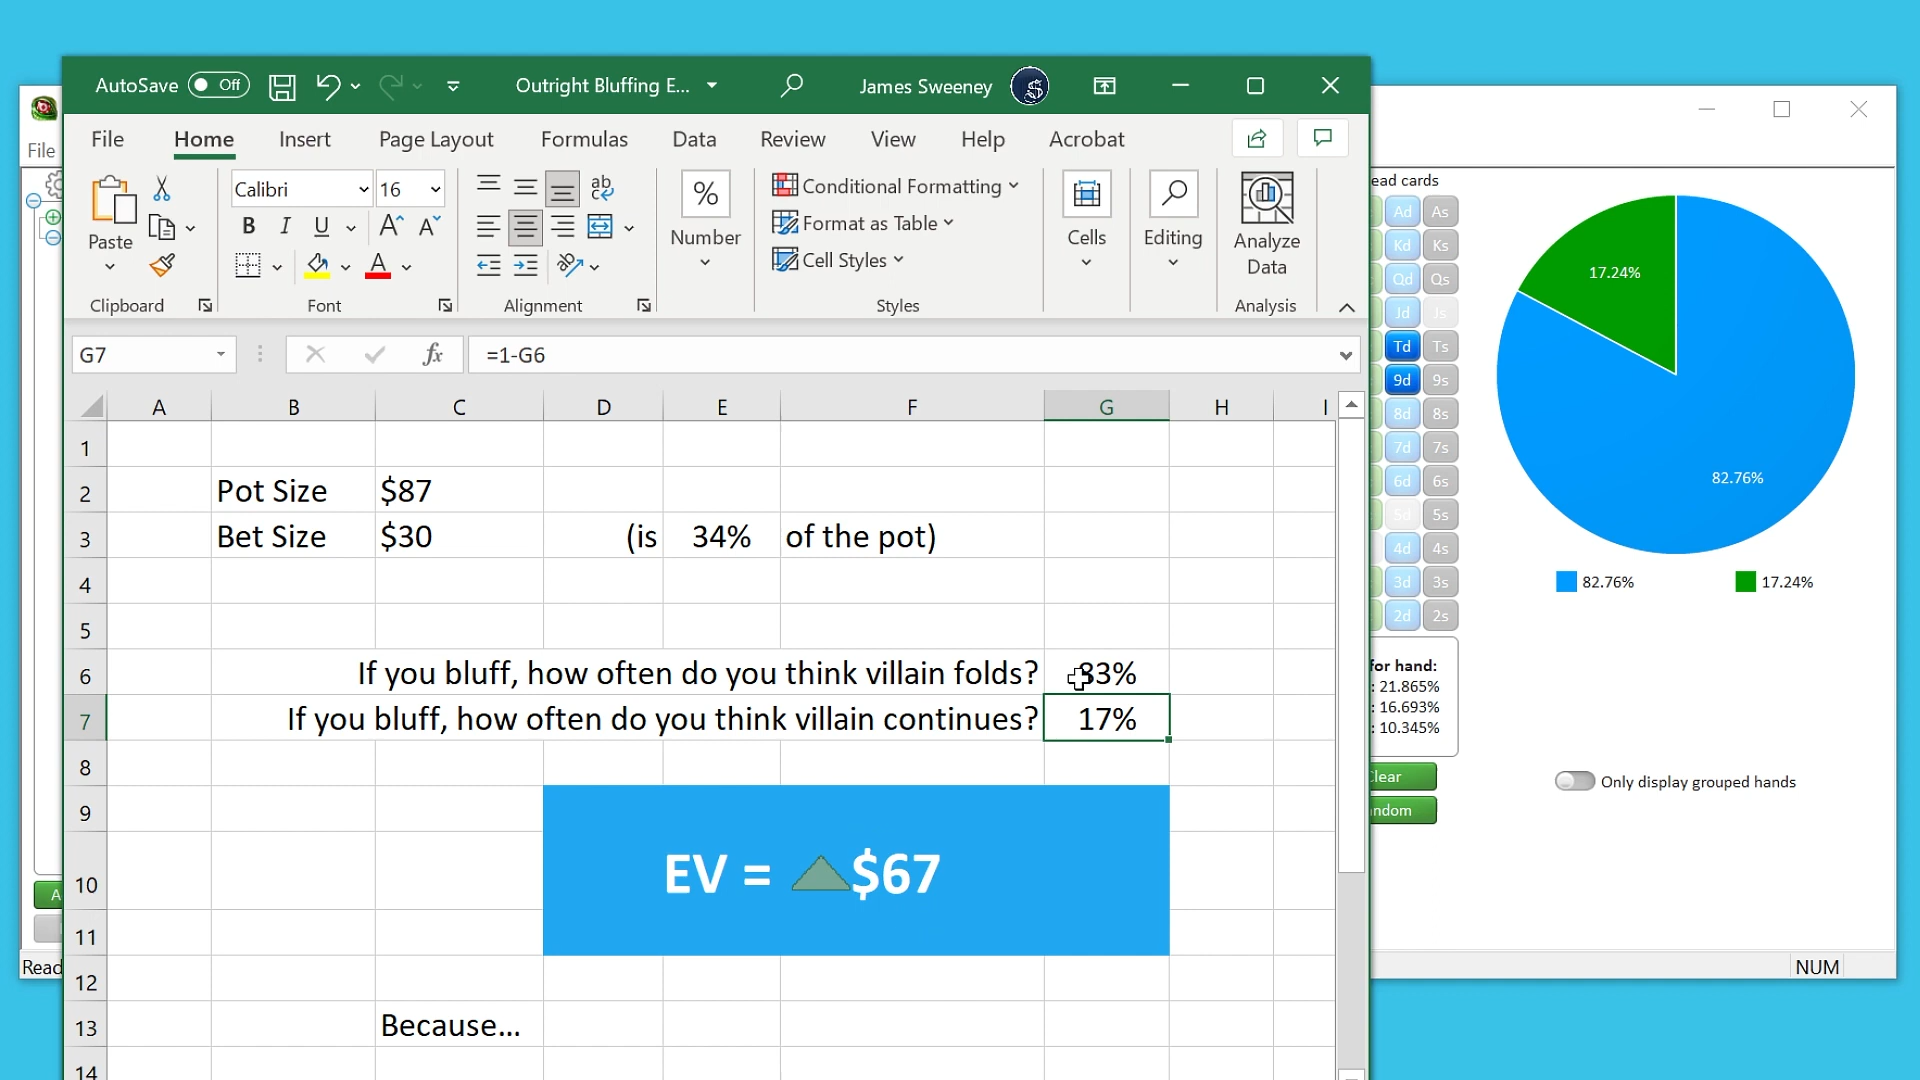 AutoSave Off Outright Bluffing E... James Sweeney
File Home Insert Page Layout Formulas Data Review View Help Acrobat
File
Paste
Calibri 16
ab
B I U A A
A
%
Number
Conditional Formatting
Format as Table
Cell Styles
Cells
Editing
Analyze
Data
Clipboard Font Alignment Styles Analysis
G7 fx =1-G6
A B C D E F G H I
1
2 Pot Size $87
3 Bet Size $30 (is 34% of the pot)
4
5
6 If you bluff, how often do you think villain folds? 83%
7 If you bluff, how often do you think villain continues? 17%
8
9
10 EV = $67
11
12
13 Because...
14
A
Read
ead cards
Ad As
Kd Ks
Qd Qs
Jd Js
Td Ts
9d 9s
8d 8s
7d 7s
6d 6s
5d 5s
4d 4s
3d 3s
2d 2s
for hand:
: 21.865%
: 16.693%
: 10.345%
Clear
ndom
17.24%
82.76%
82.76% 17.24%
Only display grouped hands
NUM